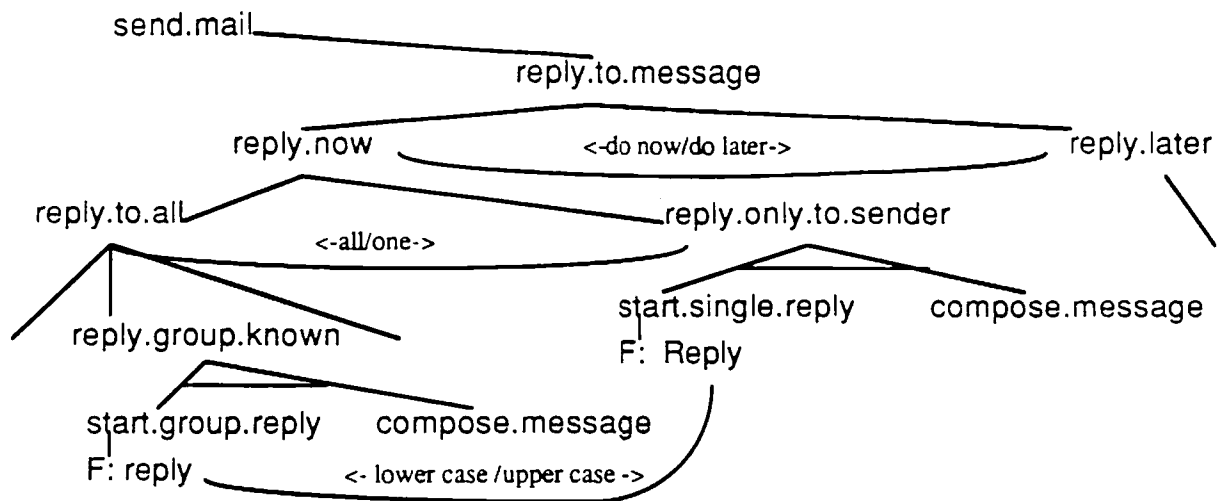 send.mail
reply.to.message
reply.now <-do now/do later-> reply.later
reply.to.all reply.only.to.sender
<-all/one->
start.single.reply compose.message
reply.group.known
F: Reply
start.group.reply compose.message
F: reply <- lower case /upper case ->